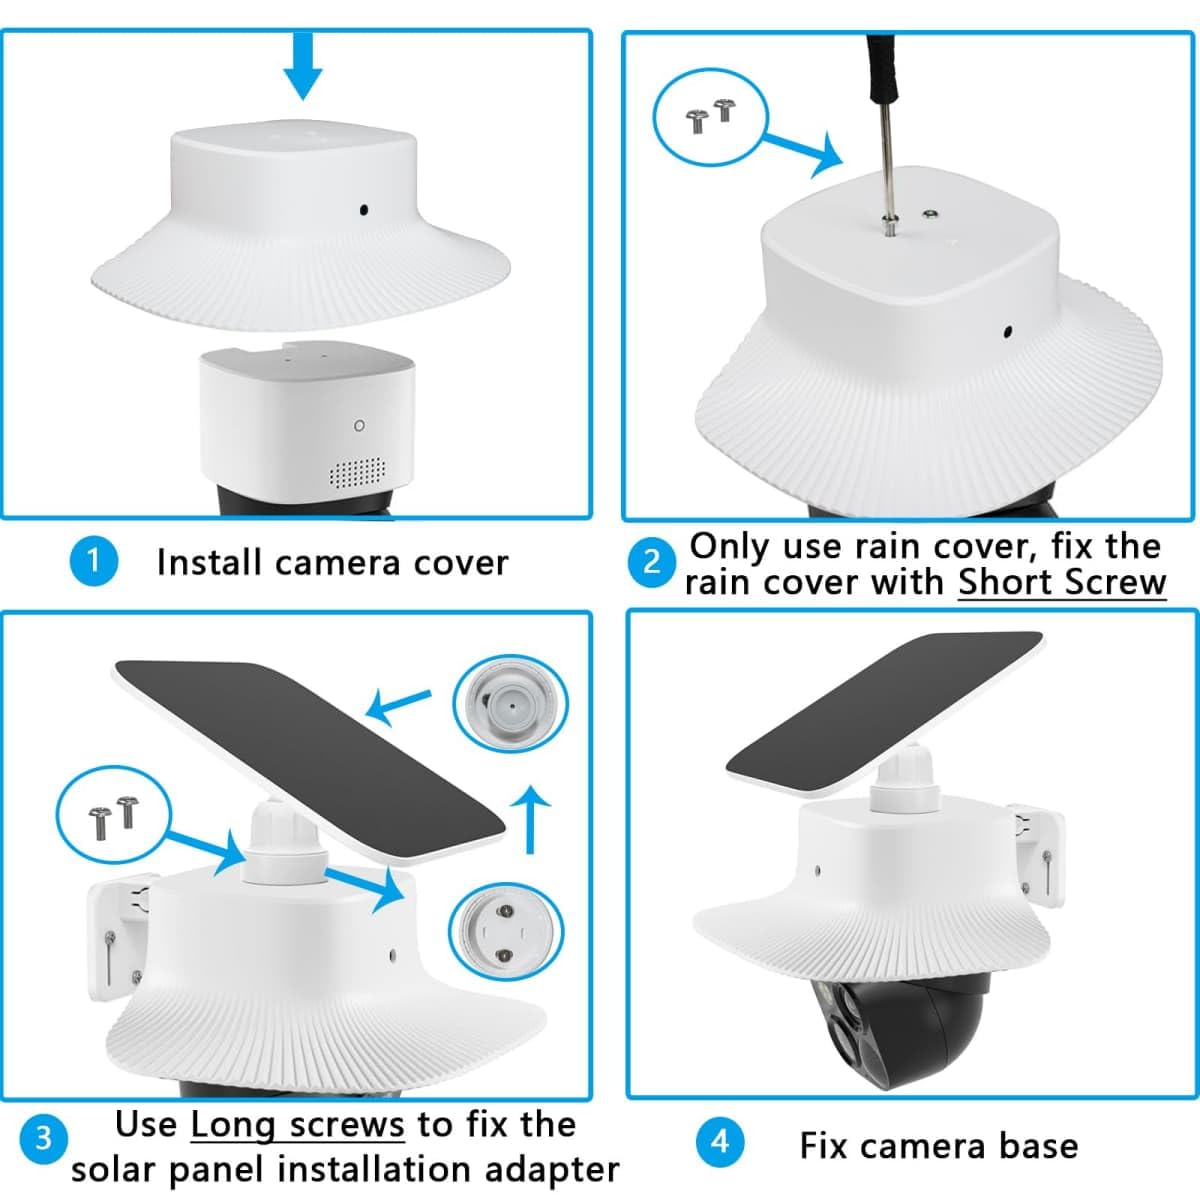 1
Install camera cover
2
Only use rain cover, fix the
rain cover with Short Screw
3
Use Long screws to fix the
solar panel installation adapter
4
Fix camera base